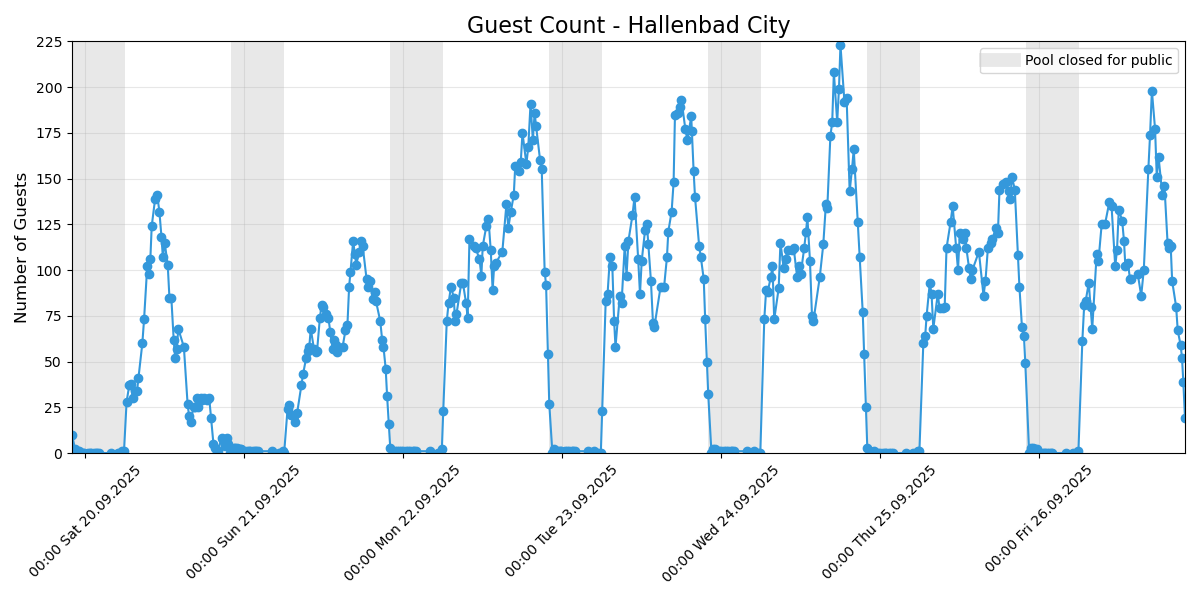 Guest Count - Hallenbad City
Pool closed for public
Number of Guests
225
200
175
150
125
100
75
50
25
0
00:00 Sat 20.09.2025
00:00 Sun 21.09.2025
00:00 Mon 22.09.2025
00:00 Tue 23.09.2025
00:00 Wed 24.09.2025
00:00 Thu 25.09.2025
00:00 Fri 26.09.2025